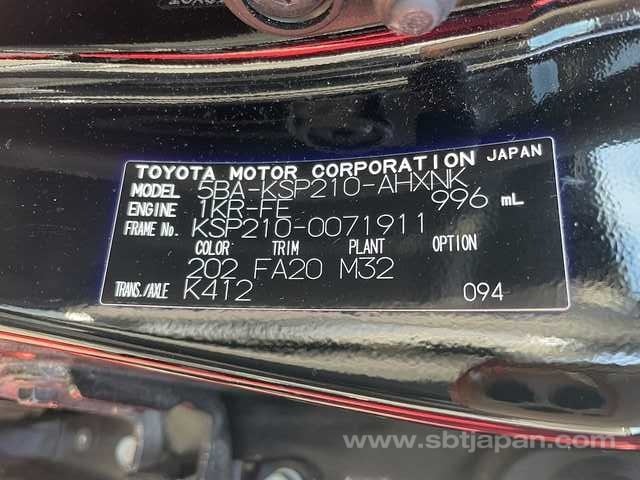 TOYOTA MOTOR CORPORATION JAPAN
MODEL 5BA-KSP210-AHXNK
ENGINE 1KR-FE 996 mL
FRAME No. KSP210-0071911
COLOR TRIM PLANT OPTION
202 FA20 M32
TRANS./AXLE K412 094
www.sbtjapan.com